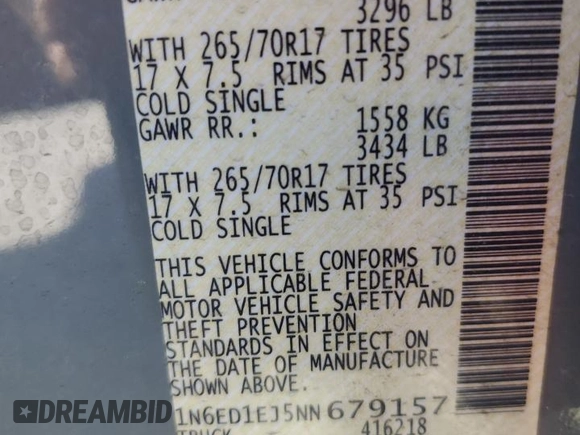 3296 LB
WITH 265/70R17 TIRES
17 X 7.5 RIMS AT 35 PSI
COLD SINGLE
GAWR RR.: 1558 KG
3434 LB
WITH 265/70R17 TIRES
17 X 7.5 RIMS AT 35 PSI
COLD SINGLE
THIS VEHICLE CONFORMS TO
ALL APPLICABLE FEDERAL
MOTOR VEHICLE SAFETY AND
THEFT PREVENTION
STANDARDS IN EFFECT ON
THE DATE OF MANUFACTURE
SHOWN ABOVE.
1N6ED1EJ5NN679157
TRUCK 416218
EPICBIDCARS.COM